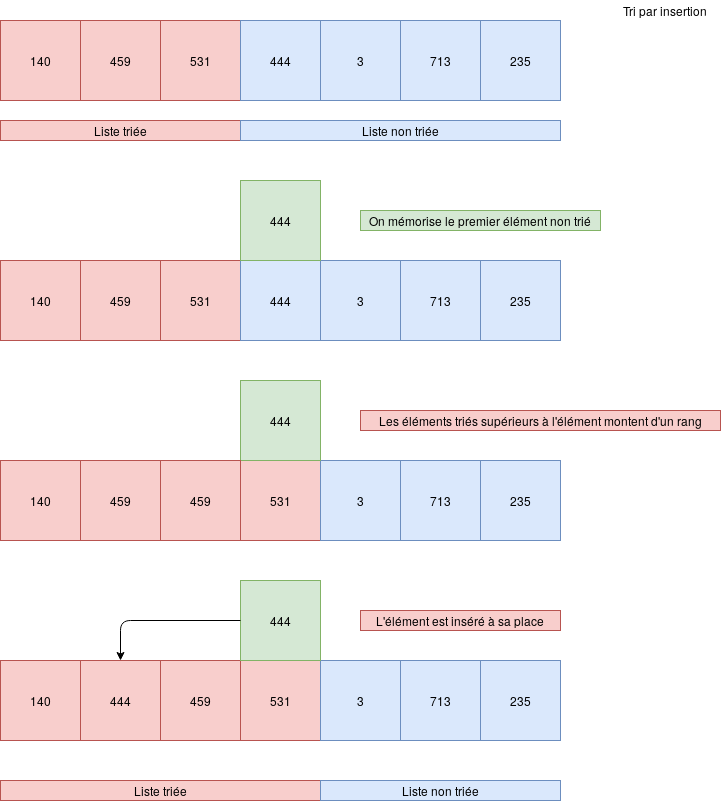 Tri par insertion
140 459 531 444 3 713 235
Liste triée Liste non triée
444
On mémorise le premier élément non trié
140 459 531 444 3 713 235
444
Les éléments triés supérieurs à l'élément montent d'un rang
140 459 459 531 3 713 235
444
L'élément est inséré à sa place
140 444 459 531 3 713 235
Liste triée Liste non triée